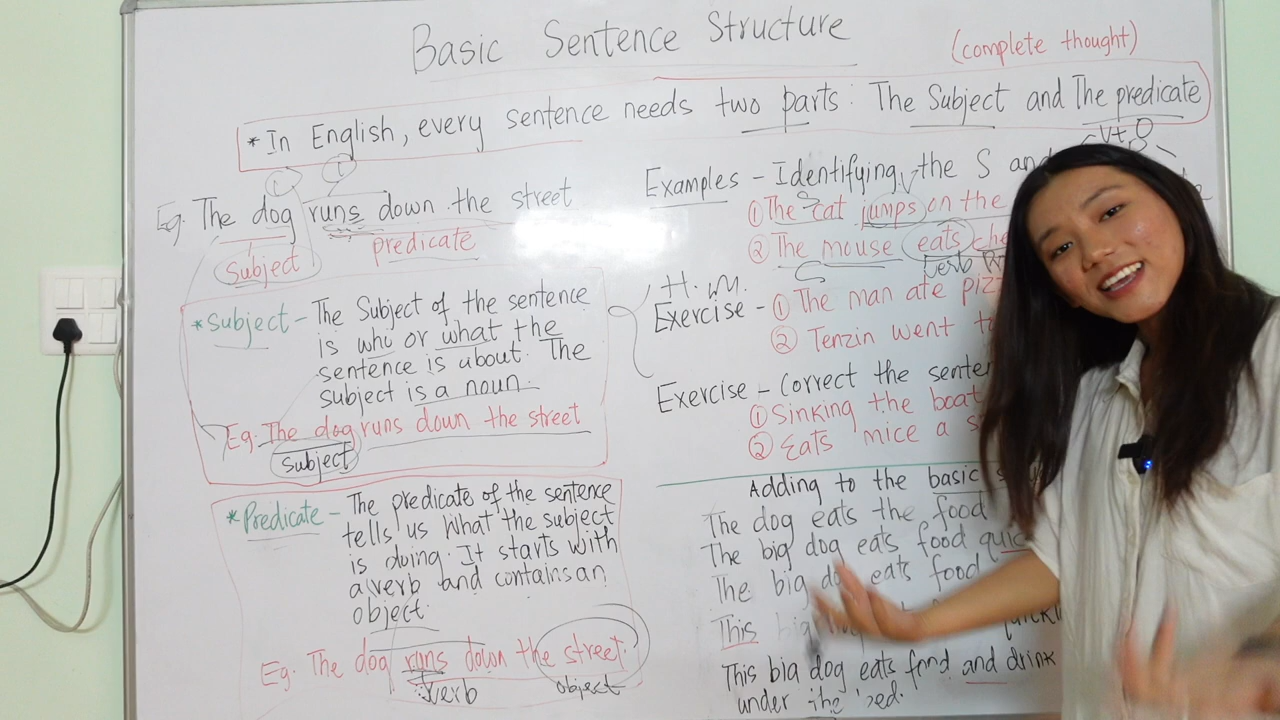 Basic Sentence Structure
(complete thought)
* In English, every sentence needs two parts: The Subject and The predicate
V+O
Eg. The dog runs down the street
subject predicate
* Subject - The Subject of the sentence
is who or what the
sentence is about. The
subject is a noun.
Eg. The dog runs down the street
subject
* Predicate - The predicate of the sentence
tells us What the subject
is doing. It starts with
a verb and contains an
object.
Eg. The dog runs down the street.
verb object
Examples - Identifying the S and
S V
① The cat jumps on the
② The mouse eats
S Verb
H.W.
Exercise - ① The man ate
② Tenzin went
Exercise - Correct the
① Sinking the boat
② Eats mice a
Adding to the basic
The dog eats the food
The big dog eats food
The big dog eats food
This big
This big dog eats food and drink
under the bed.